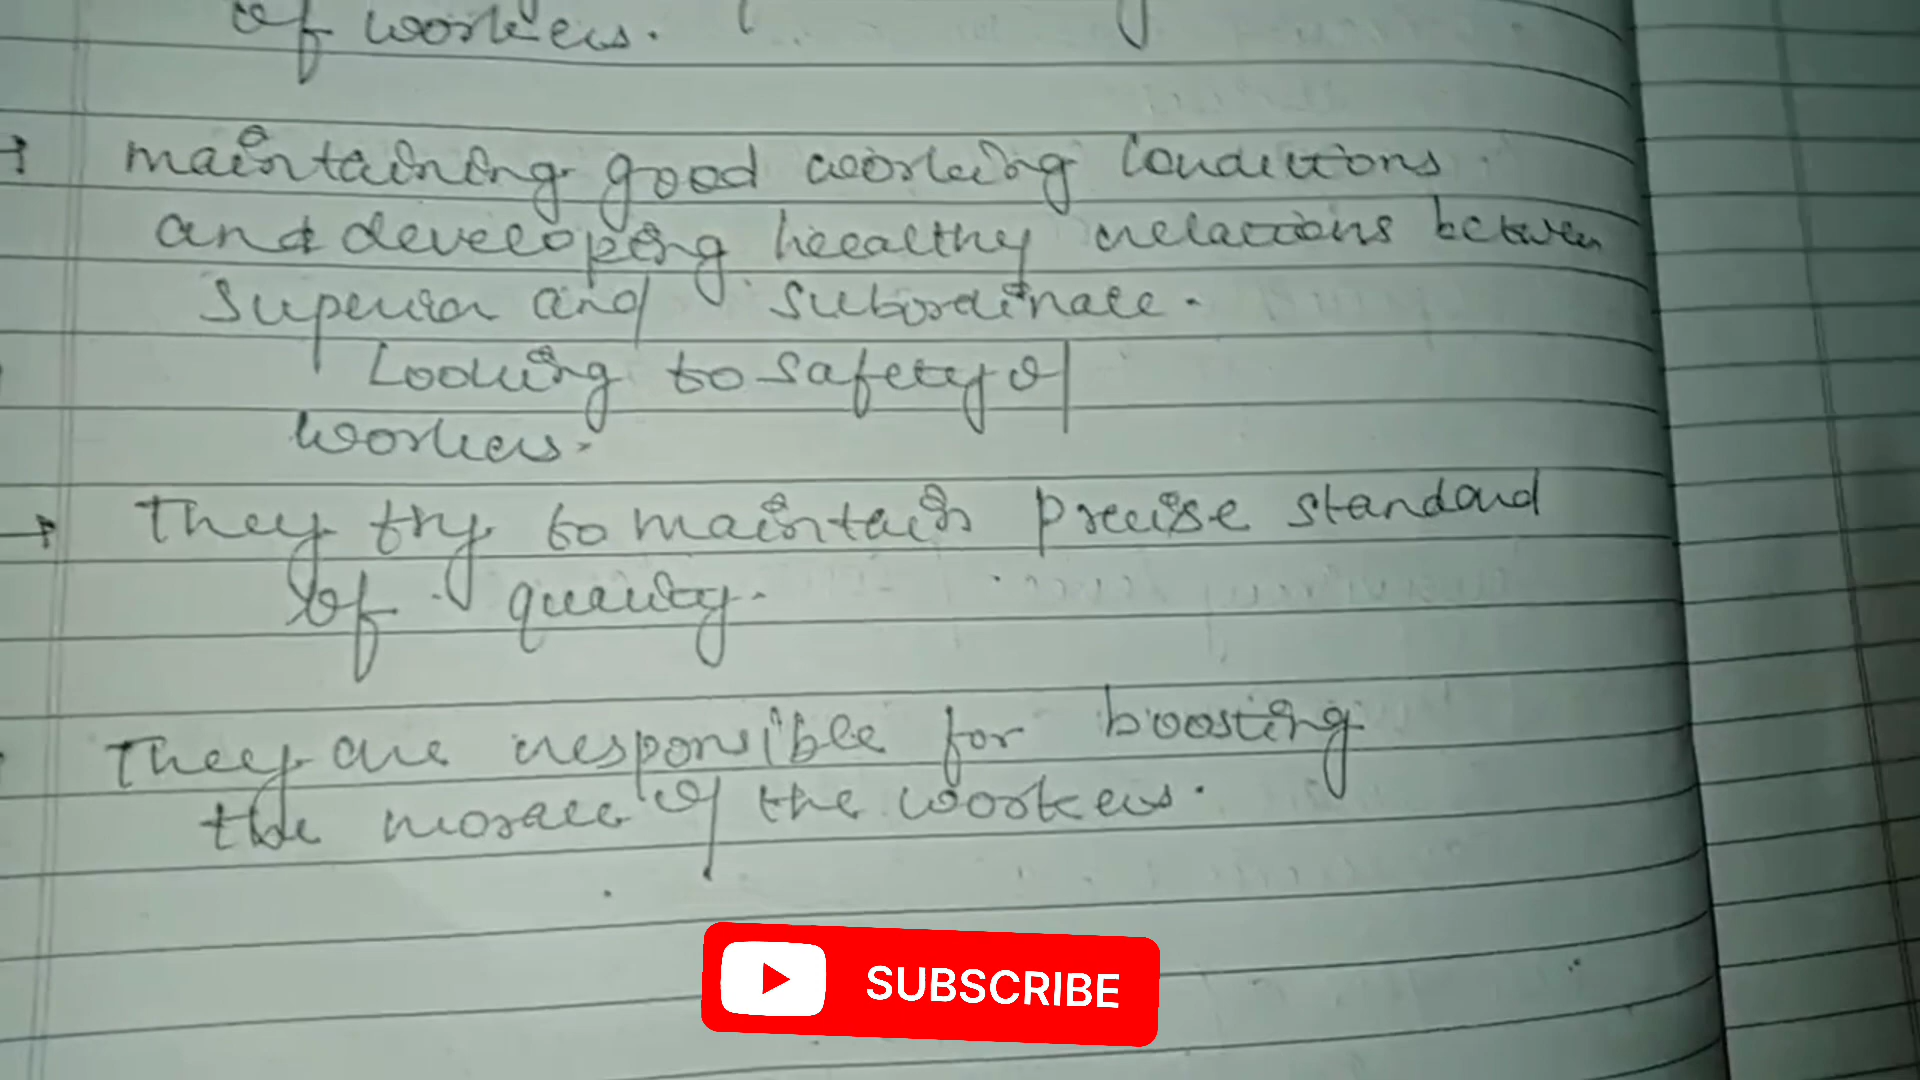 of workers.
→ maintaining good working conditions
and developing heealthy relations between
superior and subordinate.
Looking to safety of
workers.
→ They try to maintain precise standard
of quality.
They are responsible for boosting
the morale of the workers.
SUBSCRIBE